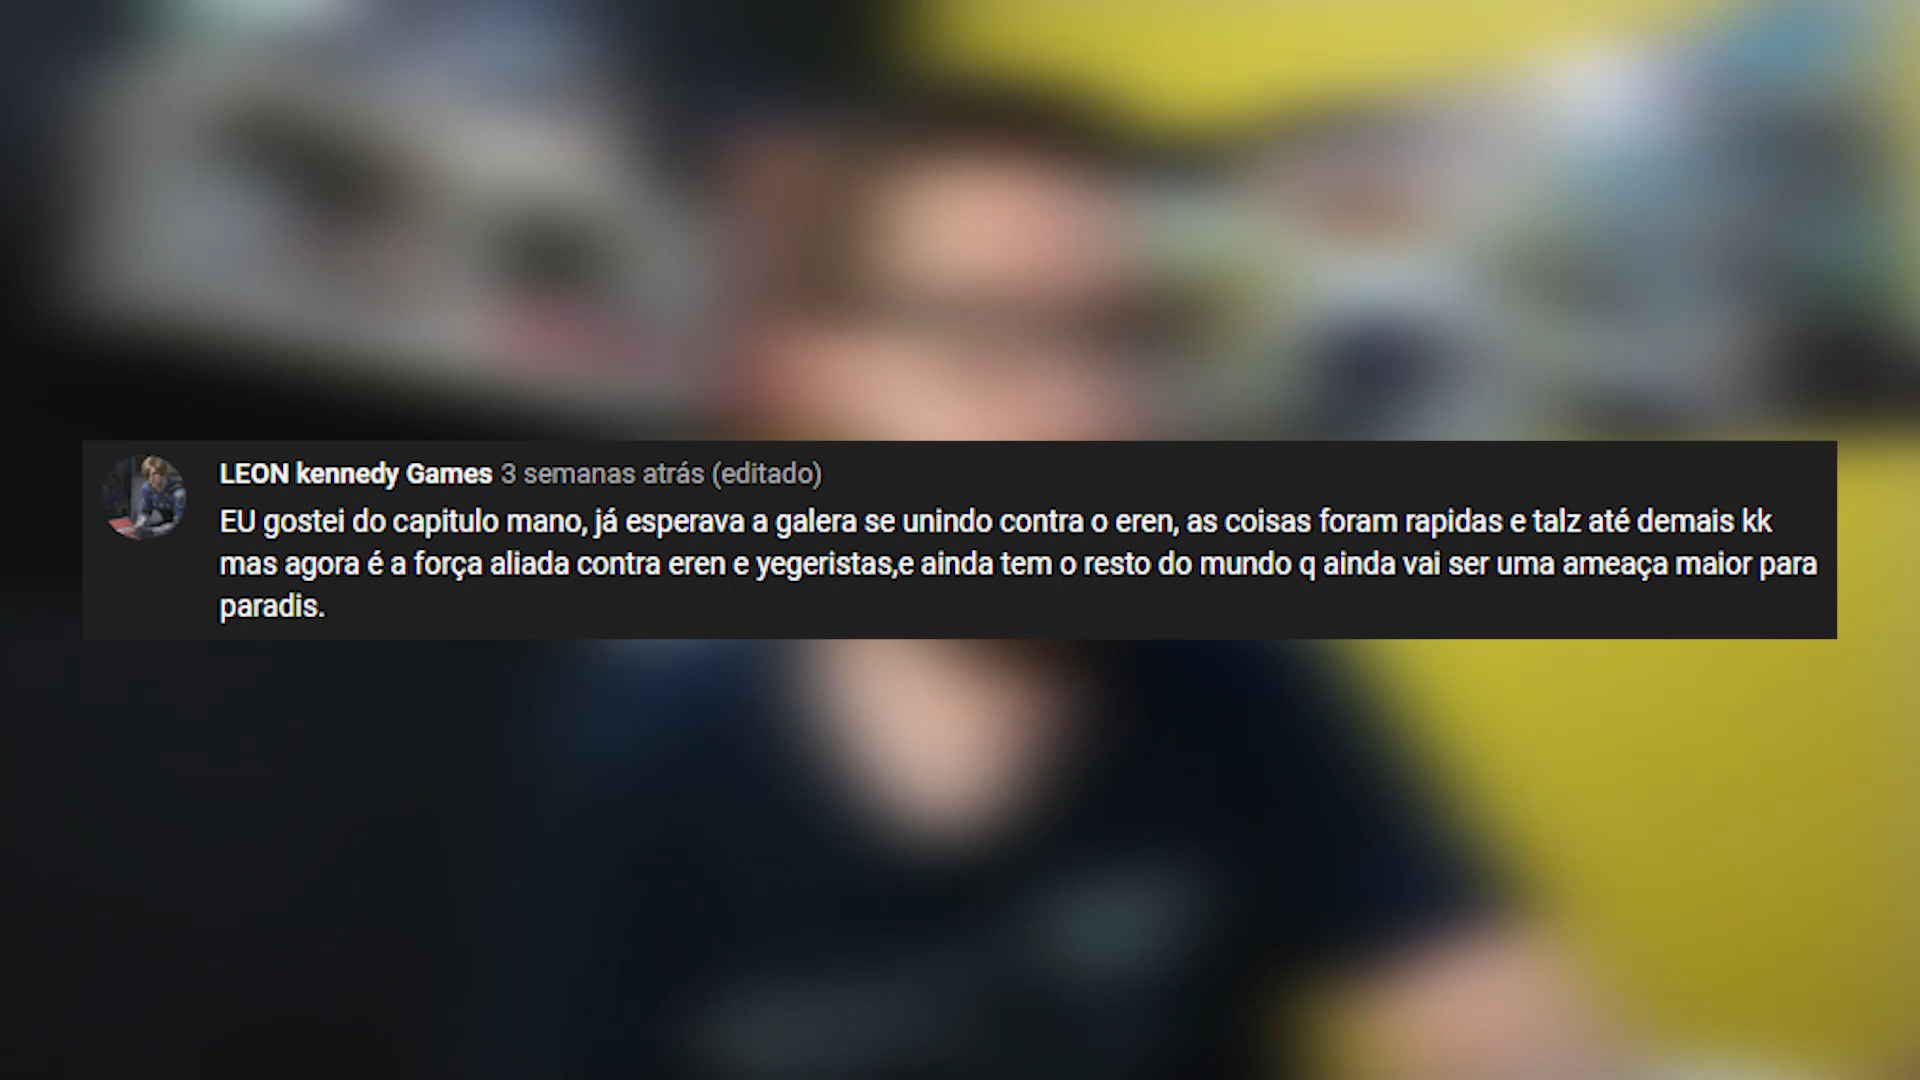 LEON kennedy Games 3 semanas atrás (editado)
EU gostei do capitulo mano, já esperava a galera se unindo contra o eren, as coisas foram rapidas e talz até demais kk
mas agora é a força aliada contra eren e yegeristas,e ainda tem o resto do mundo q ainda vai ser uma ameaça maior para
paradis.